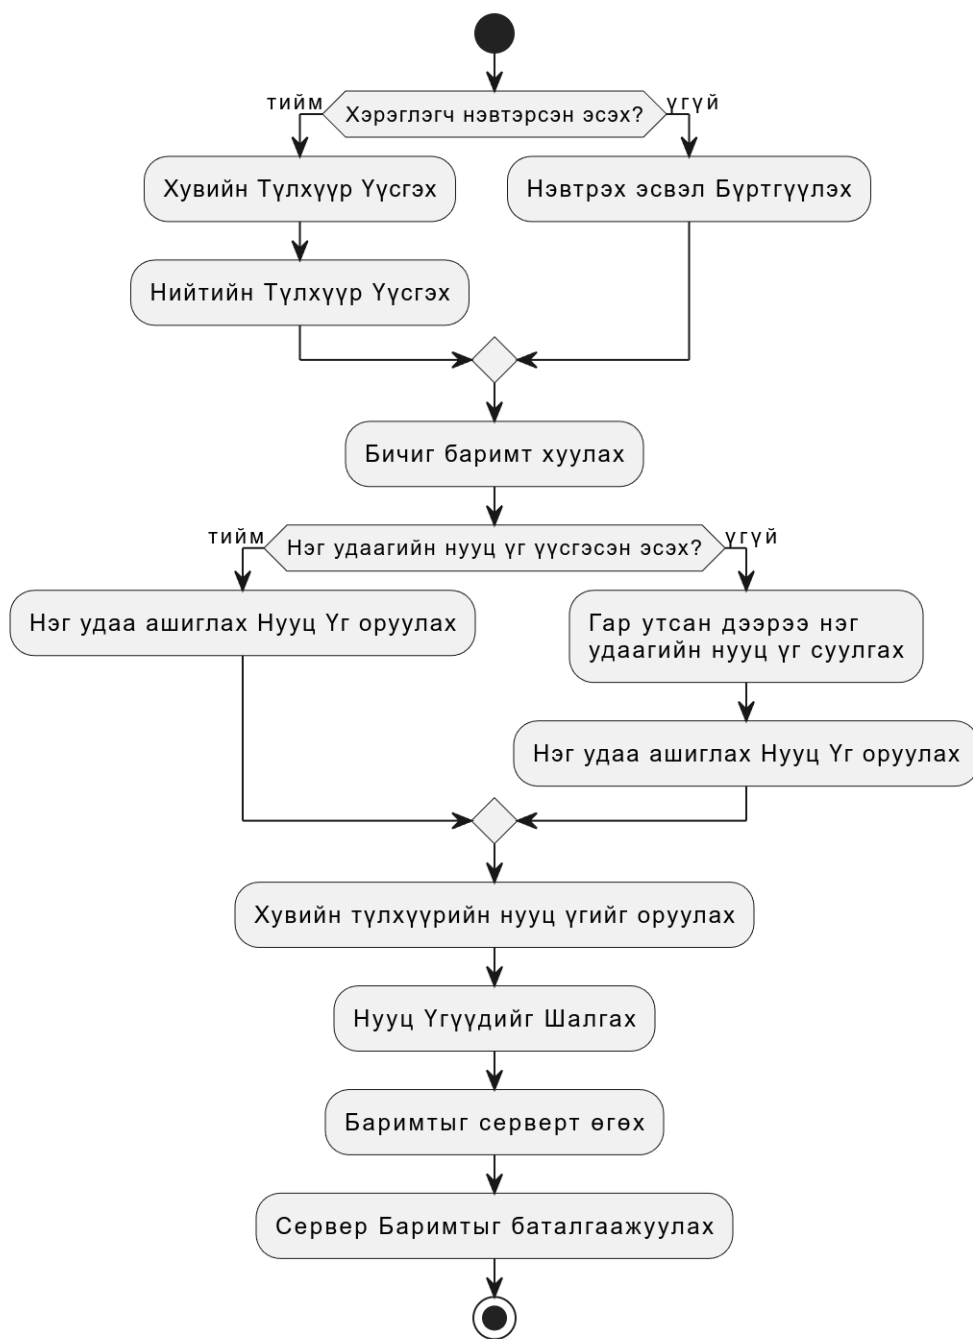 Хэрэглэгч нэвтэрсэн эсэх?
тийм
үгүй
Хувийн Түлхүүр Үүсгэх
Нэвтрэх эсвэл Бүртгүүлэх
Нийтийн Түлхүүр Үүсгэх
Бичиг баримт хуулах
Нэг удаагийн нууц үг үүсгэсэн эсэх?
тийм
үгүй
Нэг удаа ашиглах Нууц Үг оруулах
Гар утсан дээрээ нэг
удаагийн нууц үг суулгах
Нэг удаа ашиглах Нууц Үг оруулах
Хувийн түлхүүрийн нууц үгийг оруулах
Нууц Үгүүдийг Шалгах
Баримтыг серверт өгөх
Сервер Баримтыг баталгаажуулах